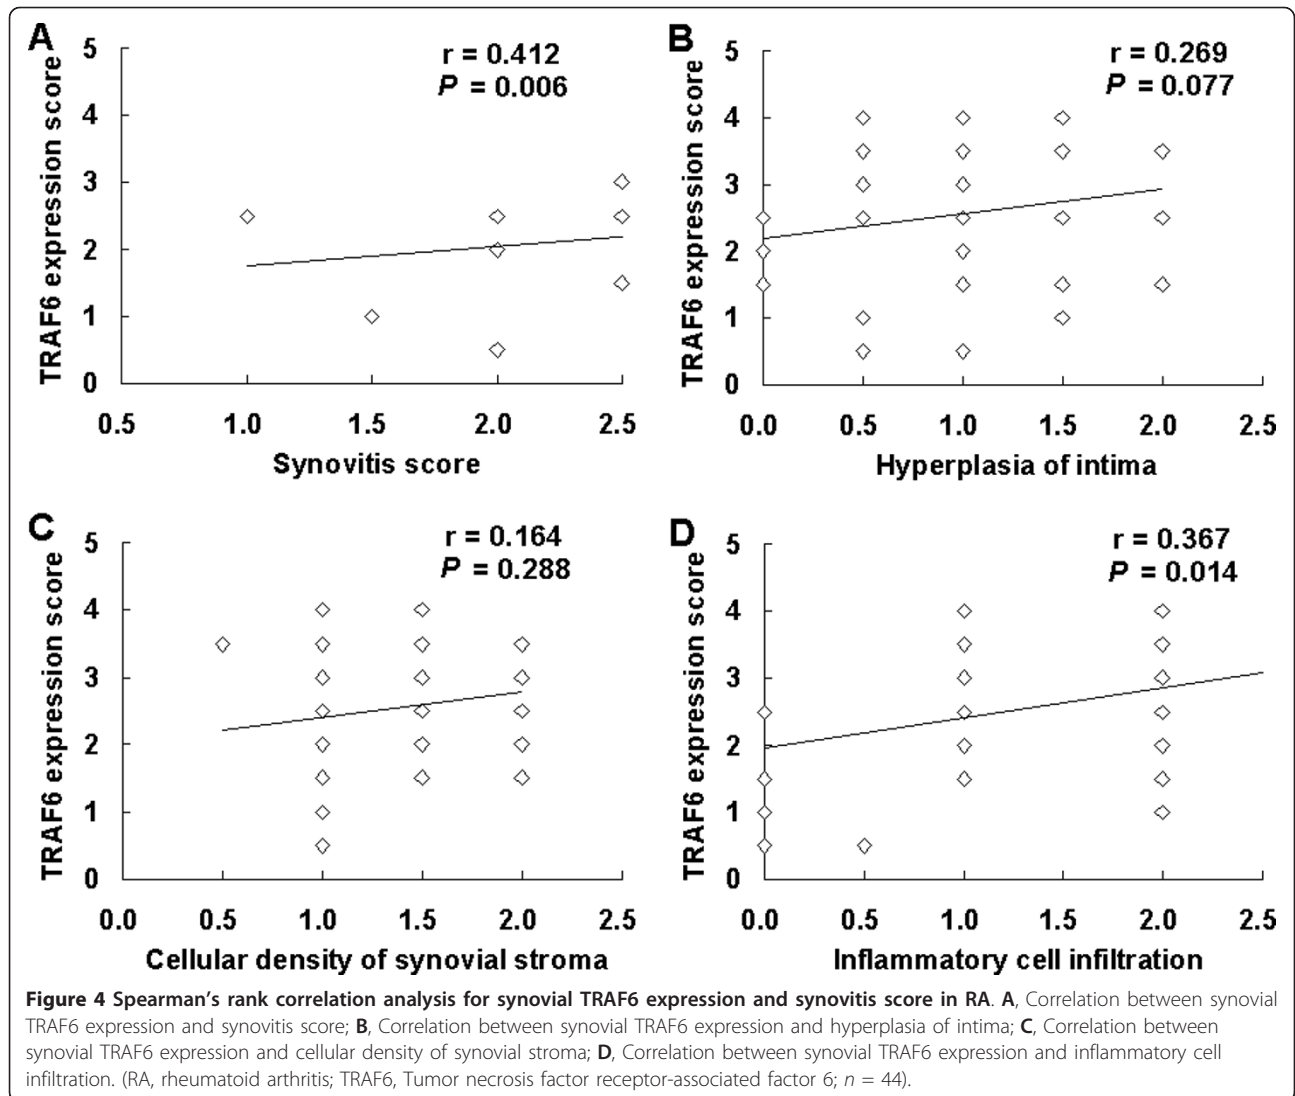 A
r = 0.412
P = 0.006
TRAF6 expression score
5
4
3
2
1
0
0.5 1.0 1.5 2.0 2.5
Synovitis score
B
r = 0.269
P = 0.077
TRAF6 expression score
5
4
3
2
1
0
0.0 0.5 1.0 1.5 2.0 2.5
Hyperplasia of intima
C
r = 0.164
P = 0.288
TRAF6 expression score
5
4
3
2
1
0
0.0 0.5 1.0 1.5 2.0 2.5
Cellular density of synovial stroma
D
r = 0.367
P = 0.014
TRAF6 expression score
5
4
3
2
1
0
0.0 0.5 1.0 1.5 2.0 2.5
Inflammatory cell infiltration
Figure 4 Spearman's rank correlation analysis for synovial TRAF6 expression and synovitis score in RA. A, Correlation between synovial
TRAF6 expression and synovitis score; B, Correlation between synovial TRAF6 expression and hyperplasia of intima; C, Correlation between
synovial TRAF6 expression and cellular density of synovial stroma; D, Correlation between synovial TRAF6 expression and inflammatory cell
infiltration. (RA, rheumatoid arthritis; TRAF6, Tumor necrosis factor receptor-associated factor 6; n = 44).